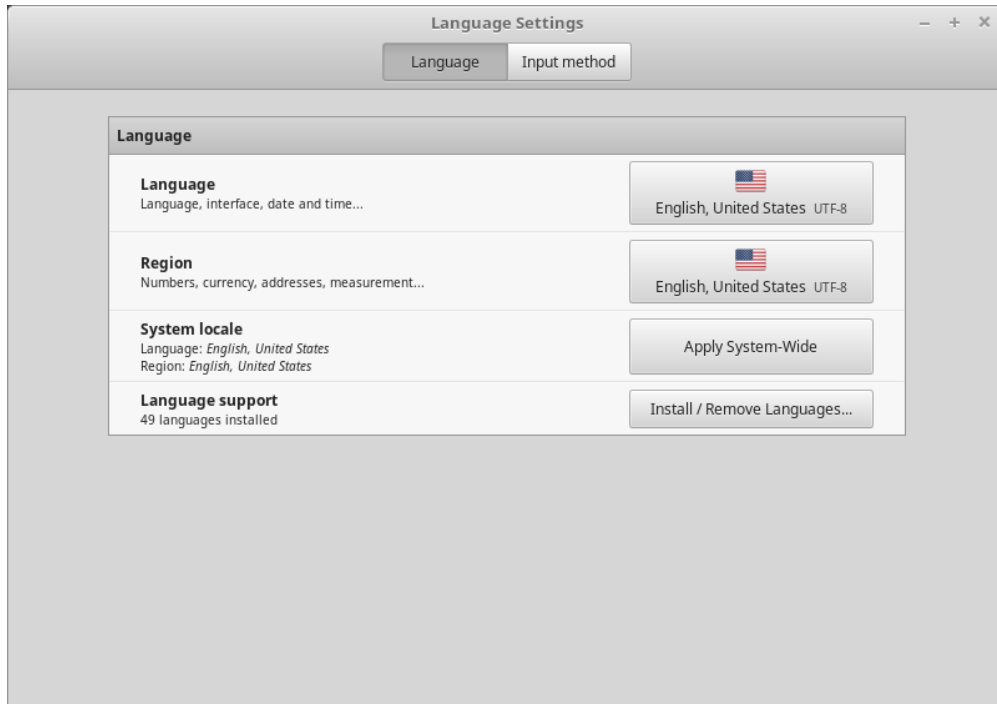 Language Settings
Language
Input method
Language
Language
Language, interface, date and time...
English, United States UTF-8
Region
Numbers, currency, addresses, measurement...
English, United States UTF-8
System locale
Language: English, United States
Region: English, United States
Apply System-Wide
Language support
49 languages installed
Install / Remove Languages...